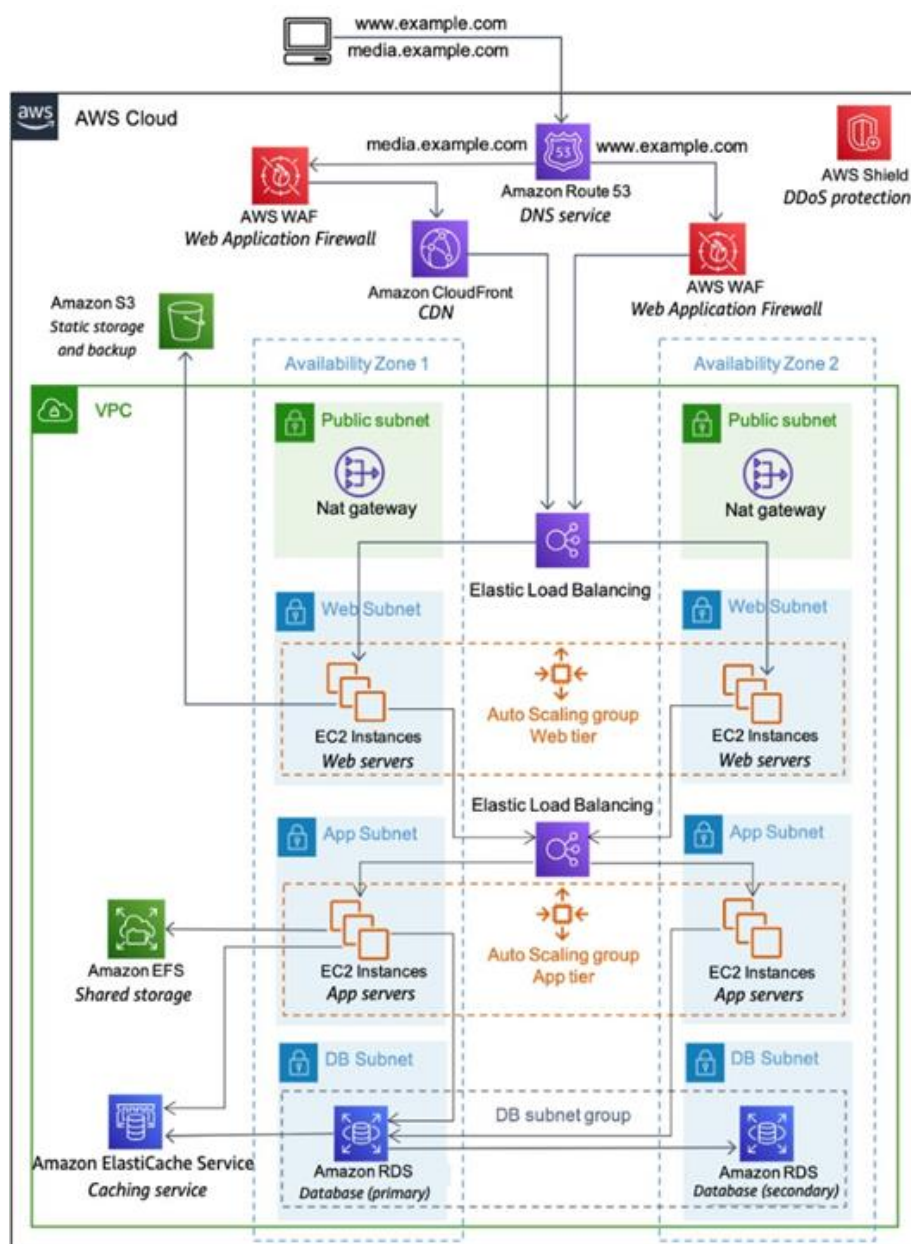 www.example.com
media.example.com
aws
AWS Cloud
media.example.com
53
www.example.com
AWS Shield
DDoS protection
Amazon Route 53
DNS service
AWS WAF
Web Application Firewall
Amazon CloudFront
CDN
AWS WAF
Web Application Firewall
Amazon S3
Static storage
and backup
Availability Zone 1
Availability Zone 2
VPC
Public subnet
Public subnet
Nat gateway
Nat gateway
Elastic Load Balancing
Web Subnet
Web Subnet
Auto Scaling group
Web tier
EC2 Instances
Web servers
EC2 Instances
Web servers
Elastic Load Balancing
App Subnet
App Subnet
Auto Scaling group
App tier
EC2 Instances
App servers
EC2 Instances
App servers
Amazon EFS
Shared storage
DB Subnet
DB Subnet
DB subnet group
Amazon ElastiCache Service
Caching service
Amazon RDS
Database (primary)
Amazon RDS
Database (secondary)